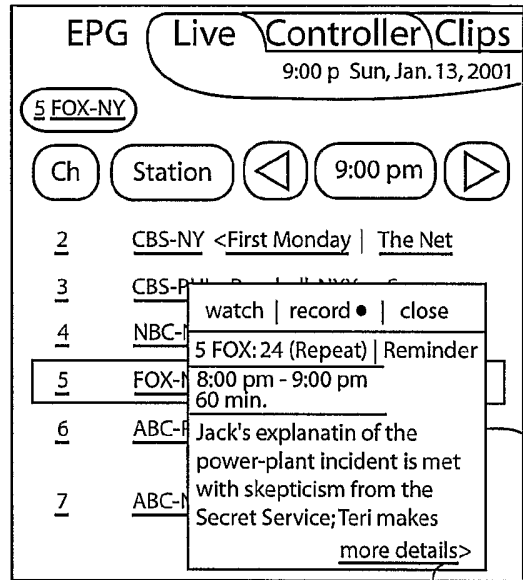 EPG Live Controller Clips
9:00 p Sun, Jan. 13, 2001
5 FOX-NY
Ch Station 9:00 pm
2 CBS-NY <First Monday | The Net
3
4
5
6
7
watch | record ● | close
5 FOX: 24 (Repeat) | Reminder
8:00 pm - 9:00 pm
60 min.
Jack's explanatin of the
power-plant incident is met
with skepticism from the
Secret Service; Teri makes
more details>